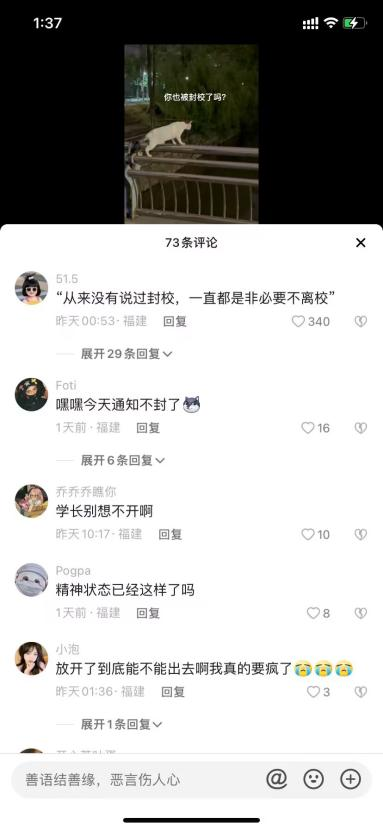 1:37
你也被封校了吗?
73条评论
51.5
“从来没有说过封校，一直都是非必要不离校”
昨天00:53·福建 回复 340
展开29条回复
Foti
嘿嘿今天通知不封了
1天前·福建 回复 16
展开6条回复
乔乔乔瞧你
学长别想不开啊
昨天10:17·福建 回复 10
Pogpa
精神状态已经这样了吗
1天前·福建 回复 8
小泡
放开了到底能不能出去啊我真的要疯了😭😭😭
昨天01:36·福建 回复 3
展开1条回复
善语结善缘，恶言伤人心